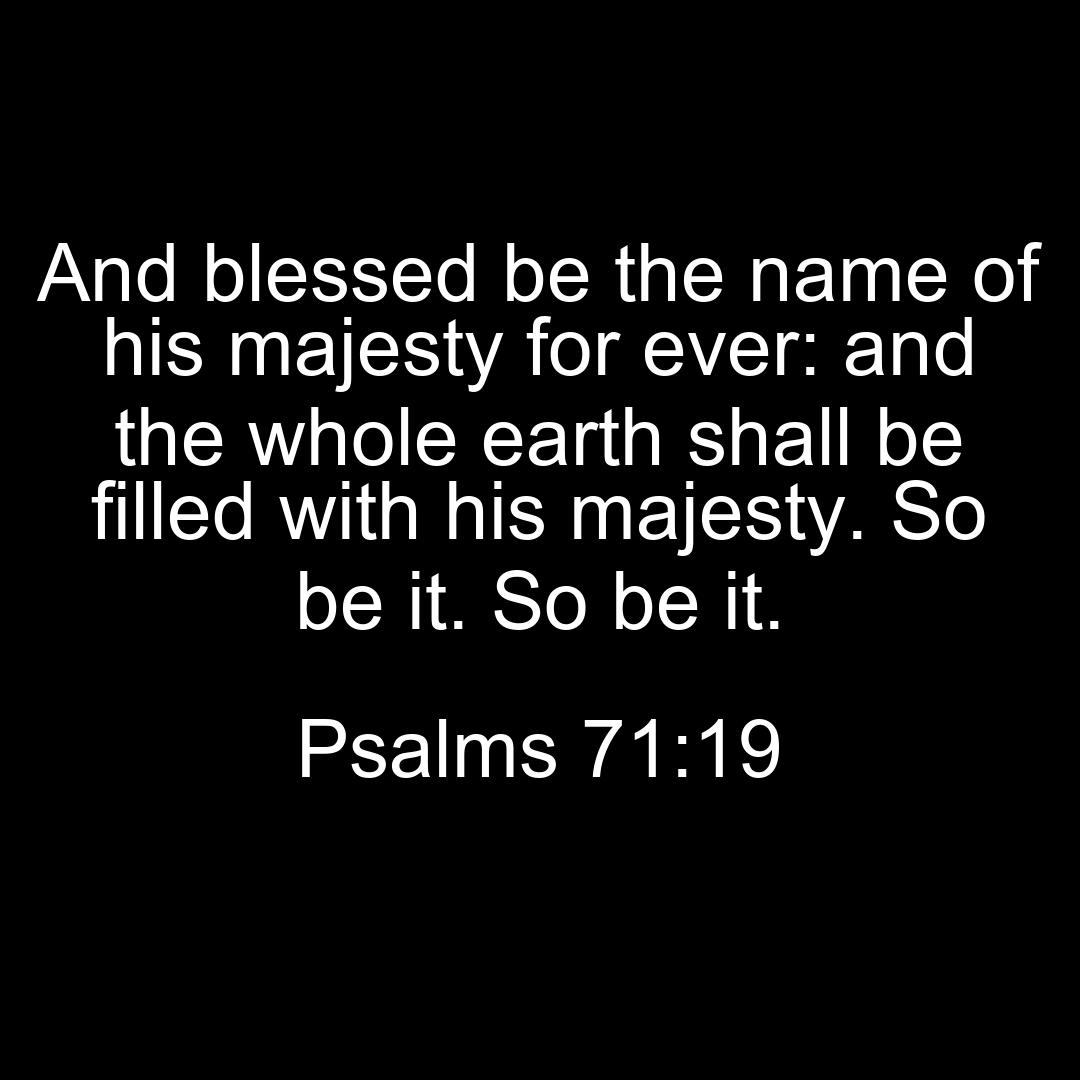 And blessed be the name of
his majesty for ever: and
the whole earth shall be
filled with his majesty. So
be it. So be it.
Psalms 71:19